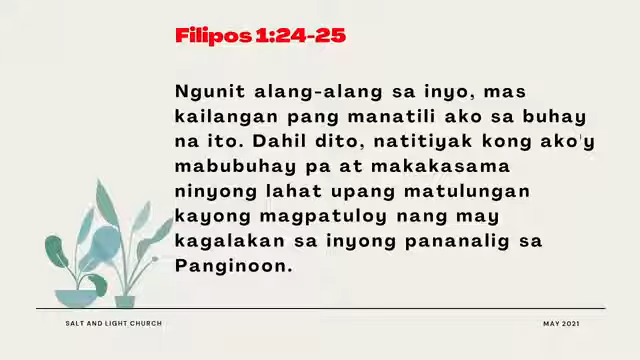 Filipos 1:24-25
Ngunit alang-alang sa inyo, mas
kailangan pang manatili ako sa buhay
na ito. Dahil dito, natitiyak kong ako'y
mabubuhay pa at makakasama
ninyong lahat upang matulungan
kayong magpatuloy nang may
kagalakan sa inyong pananalig sa
Panginoon.
SALT AND LIGHT CHURCH
MAY 2021